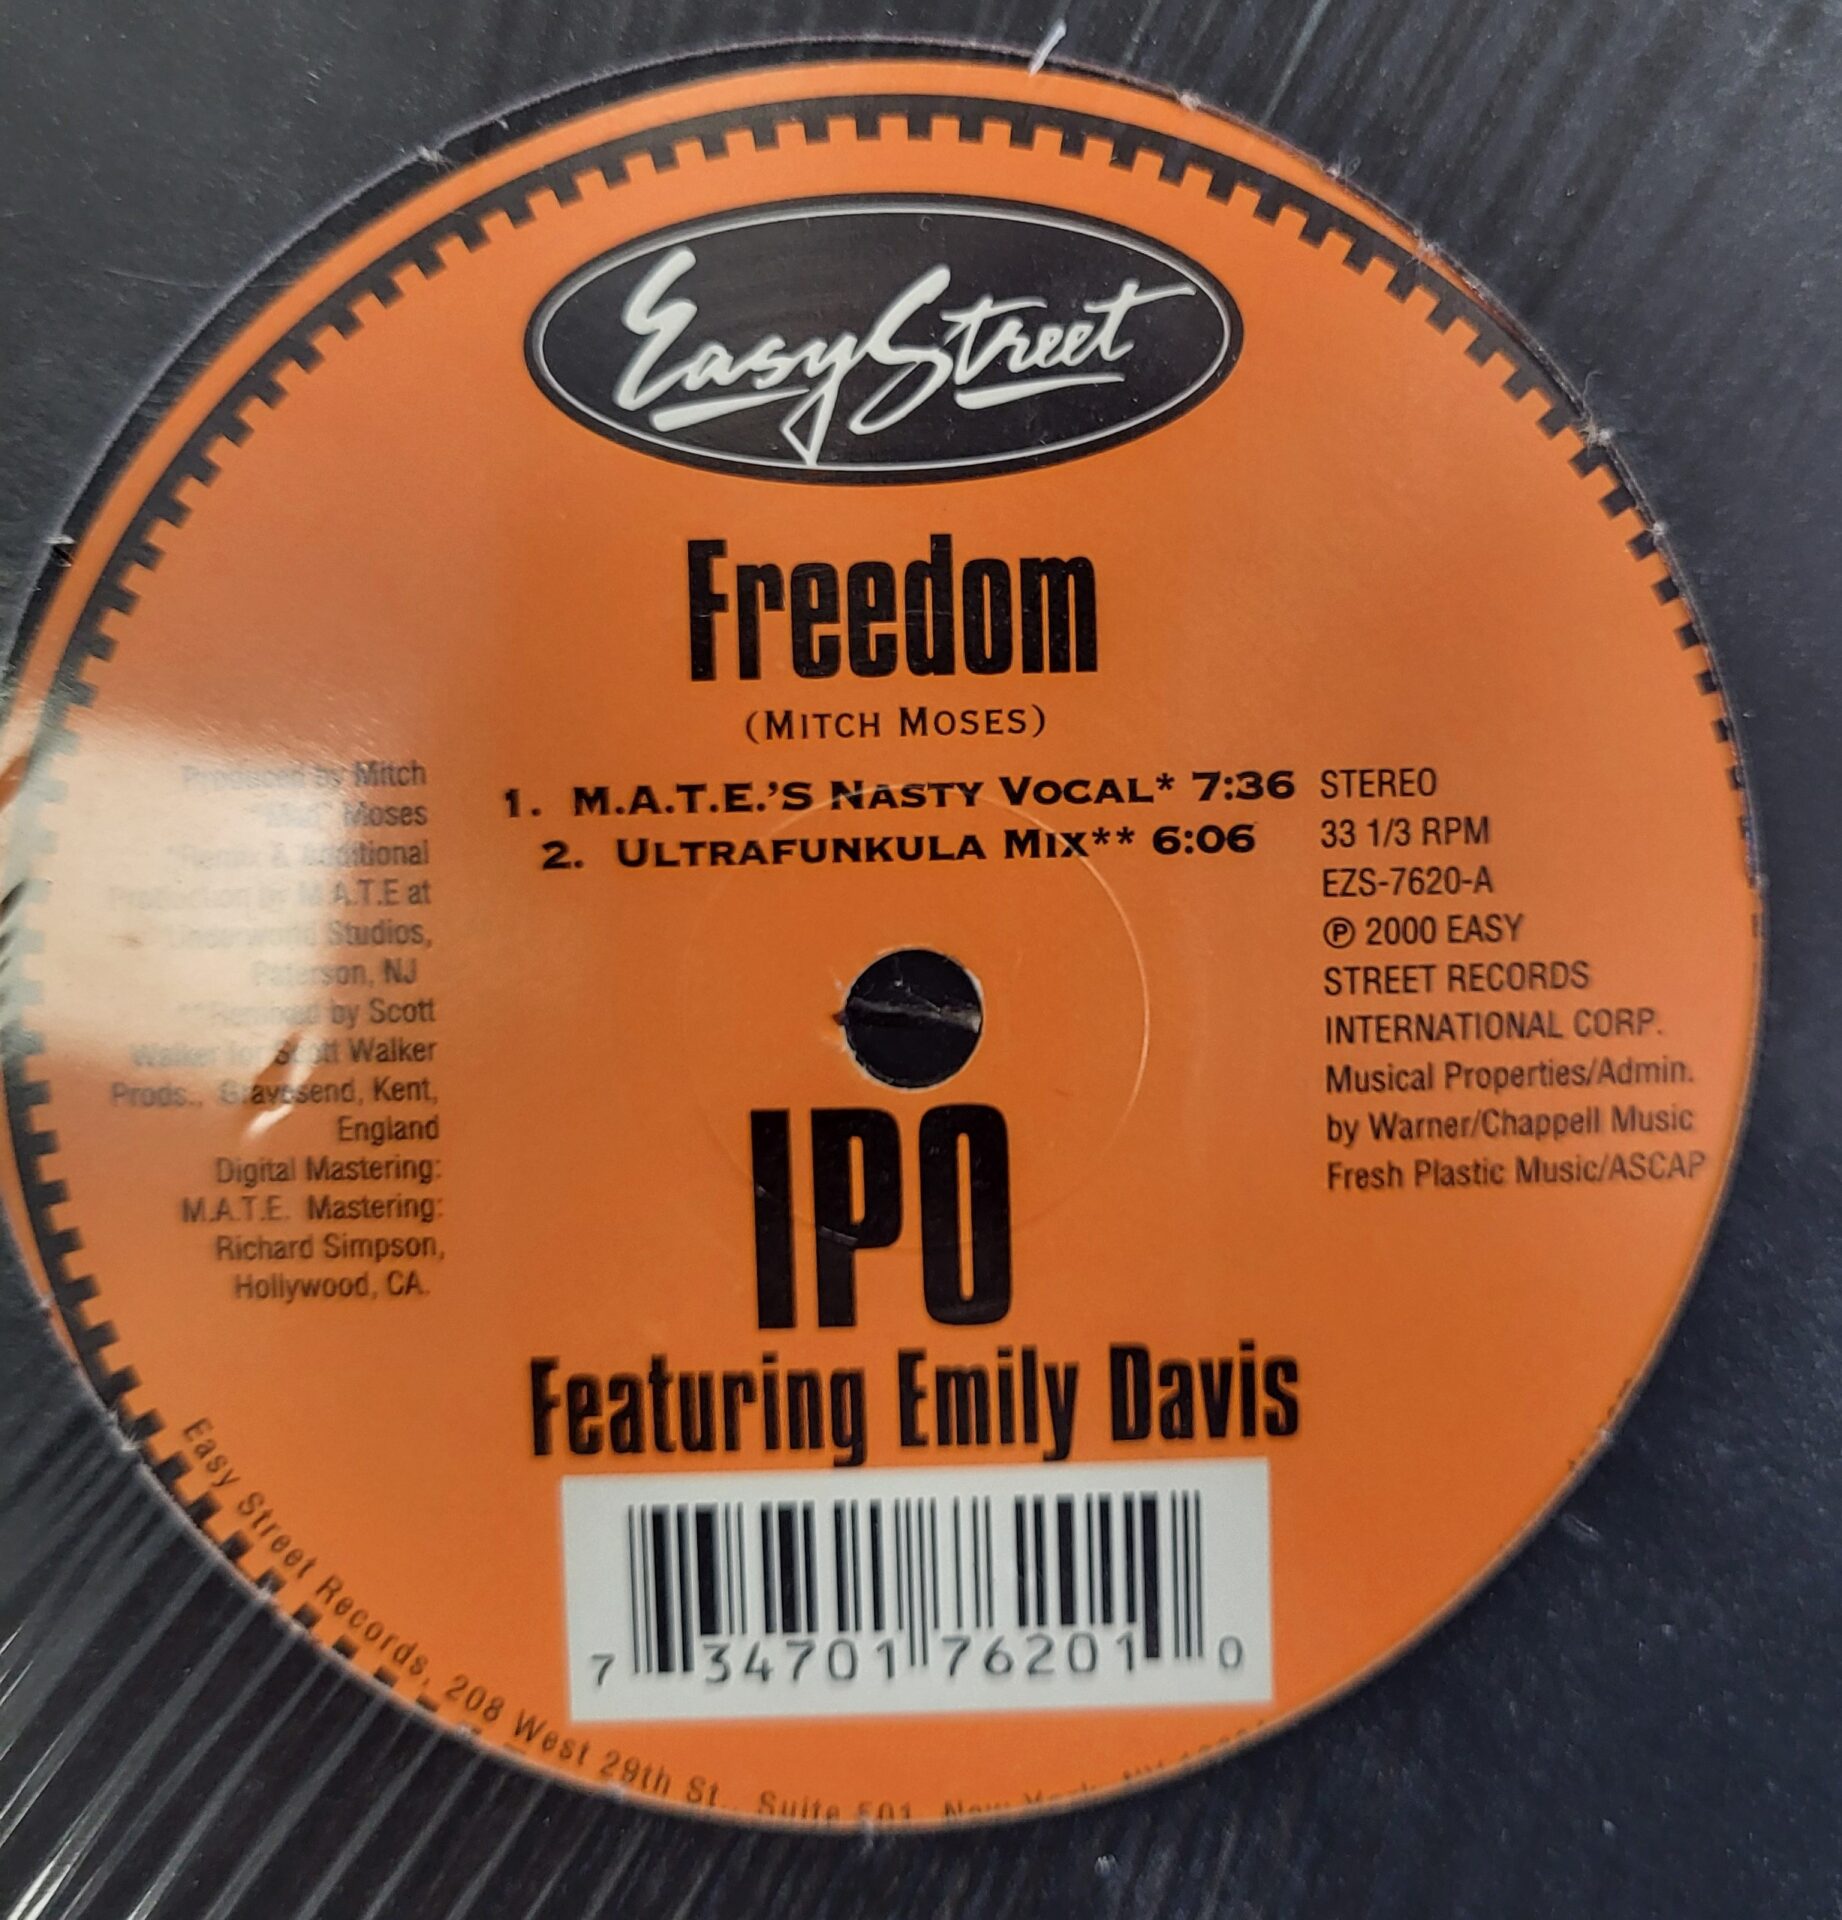 Easy Street
Freedom
(MITCH MOSES)
1. M.A.T.E.'S NASTY VOCAL* 7:36
2. ULTRAFUNKULA MIX** 6:06
Produced by Mitch
Moses
*Remix & Additional
Production by M.A.T.E at
Underworld Studios,
Paterson, NJ
**Remixed by Scott
Walker for Scott Walker
Prods., Gravesend, Kent,
England
Digital Mastering:
M.A.T.E. Mastering:
Richard Simpson,
Hollywood, CA.
STEREO
33 1/3 RPM
EZS-7620-A
℗ 2000 EASY
STREET RECORDS
INTERNATIONAL CORP.
Musical Properties/Admin.
by Warner/Chappell Music
Fresh Plastic Music/ASCAP
IPO
Featuring Emily Davis
7 34701 76201 0
Easy Street Records, 208 West 29th St., Suite 501, New York, NY